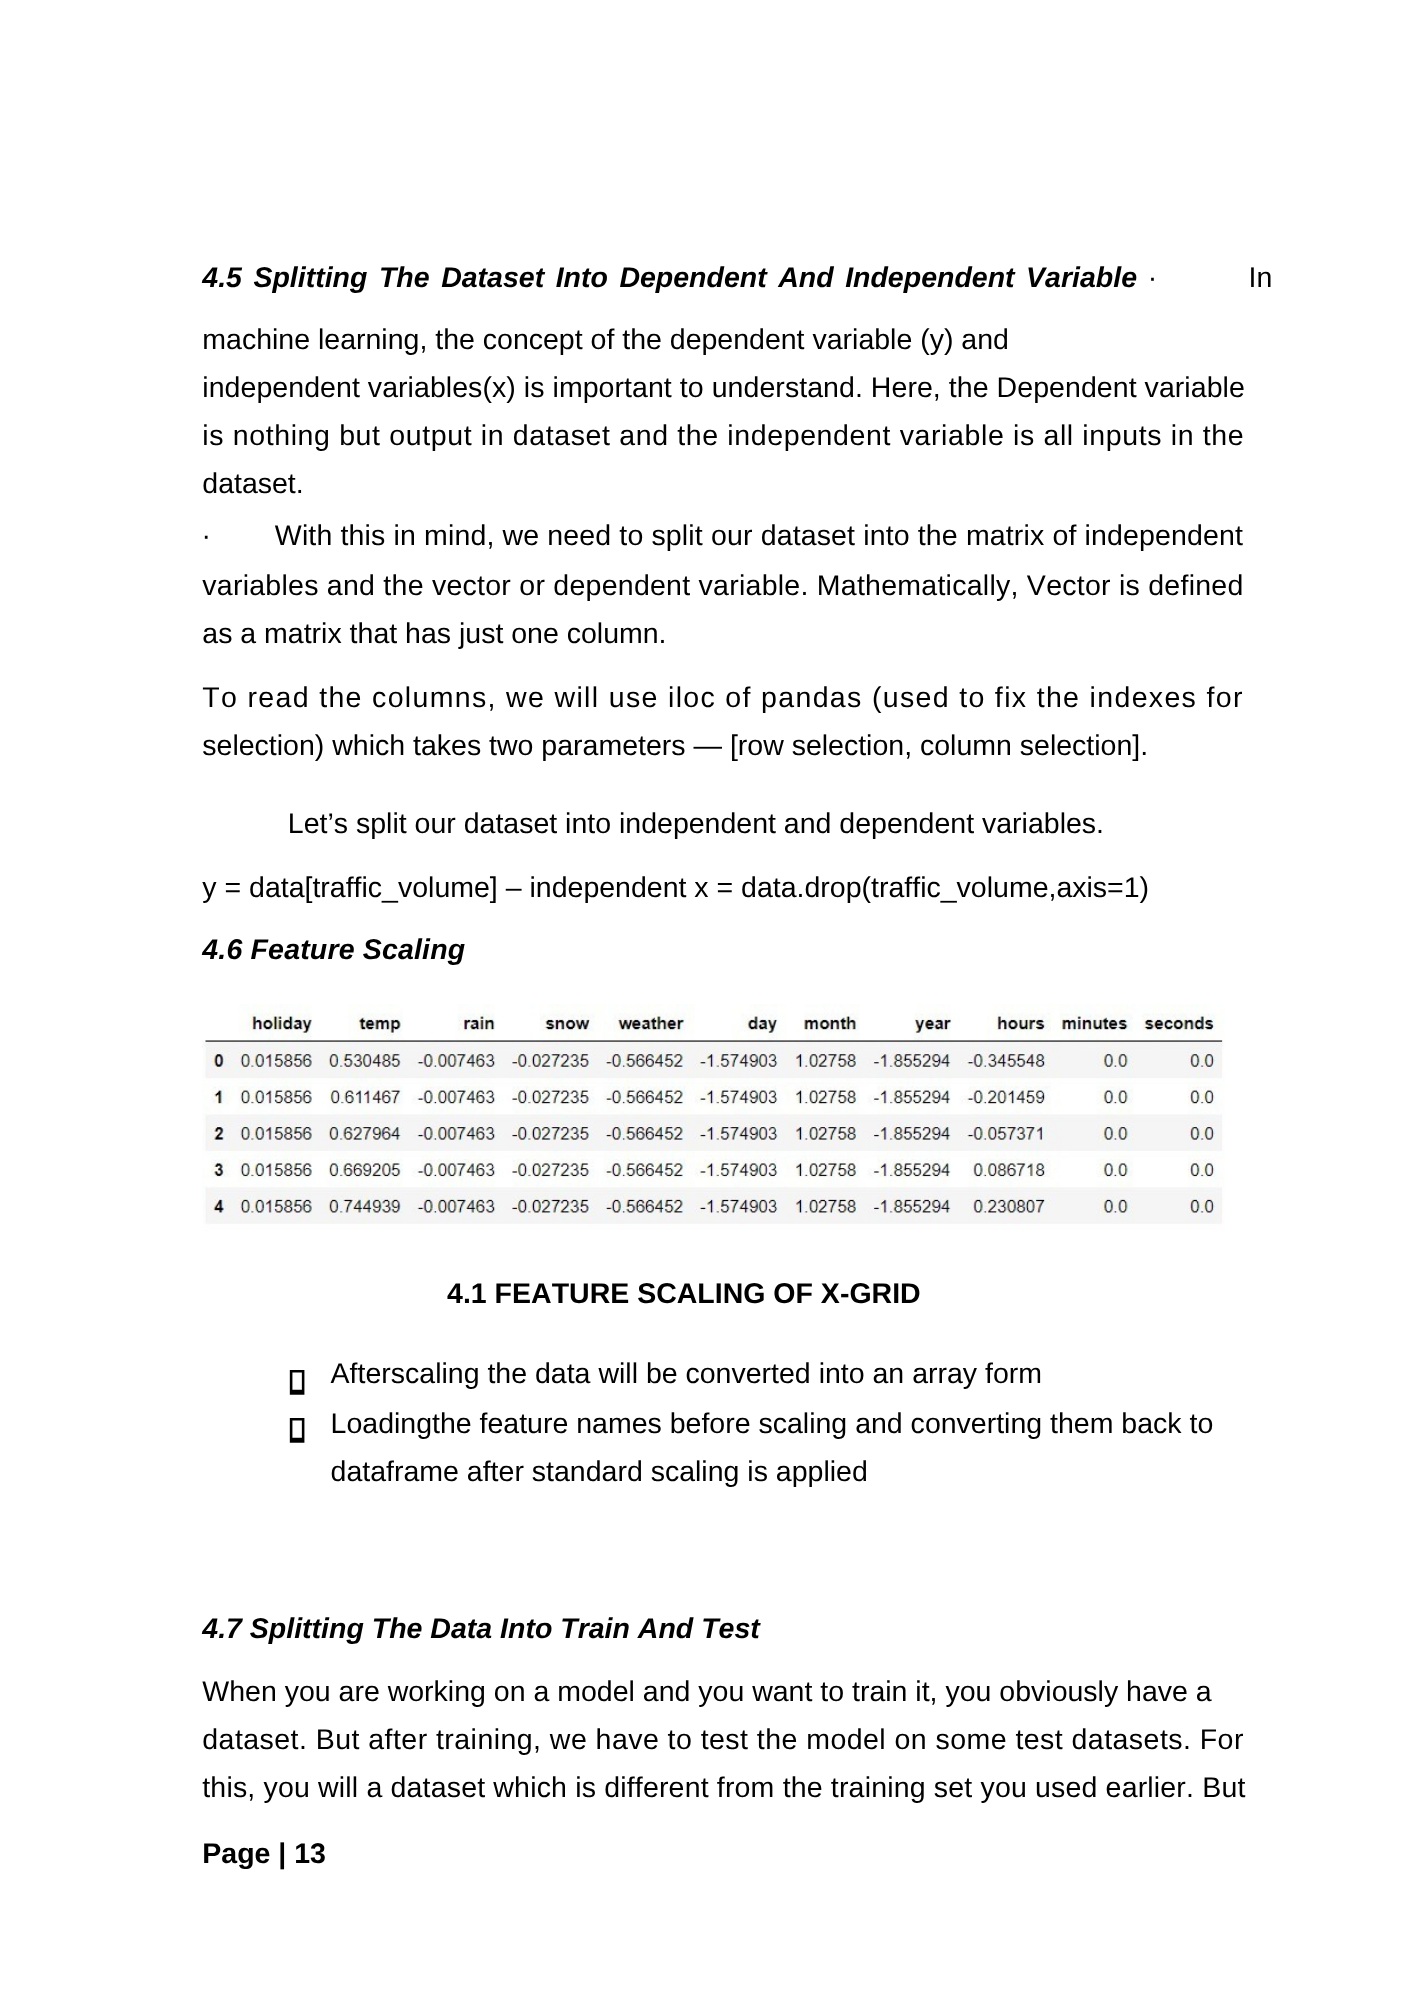 4.5 Splitting The Dataset Into Dependent And Independent Variable · In
machine learning, the concept of the dependent variable (y) and
independent variables(x) is important to understand. Here, the Dependent variable
is nothing but output in dataset and the independent variable is all inputs in the
dataset.
· With this in mind, we need to split our dataset into the matrix of independent
variables and the vector or dependent variable. Mathematically, Vector is defined
as a matrix that has just one column.
To read the columns, we will use iloc of pandas (used to fix the indexes for
selection) which takes two parameters — [row selection, column selection].
Let’s split our dataset into independent and dependent variables.
y = data[traffic_volume] – independent x = data.drop(traffic_volume,axis=1)
4.6 Feature Scaling
holiday temp rain snow weather day month year hours minutes seconds
0 0.015856 0.530485 -0.007463 -0.027235 -0.566452 -1.574903 1.02758 -1.855294 -0.345548 0.0 0.0
1 0.015856 0.611467 -0.007463 -0.027235 -0.566452 -1.574903 1.02758 -1.855294 -0.201459 0.0 0.0
2 0.015856 0.627964 -0.007463 -0.027235 -0.566452 -1.574903 1.02758 -1.855294 -0.057371 0.0 0.0
3 0.015856 0.669205 -0.007463 -0.027235 -0.566452 -1.574903 1.02758 -1.855294 0.086718 0.0 0.0
4 0.015856 0.744939 -0.007463 -0.027235 -0.566452 -1.574903 1.02758 -1.855294 0.230807 0.0 0.0
4.1 FEATURE SCALING OF X-GRID
Afterscaling the data will be converted into an array form
Loadingthe feature names before scaling and converting them back to
dataframe after standard scaling is applied
4.7 Splitting The Data Into Train And Test
When you are working on a model and you want to train it, you obviously have a
dataset. But after training, we have to test the model on some test datasets. For
this, you will a dataset which is different from the training set you used earlier. But
Page | 13